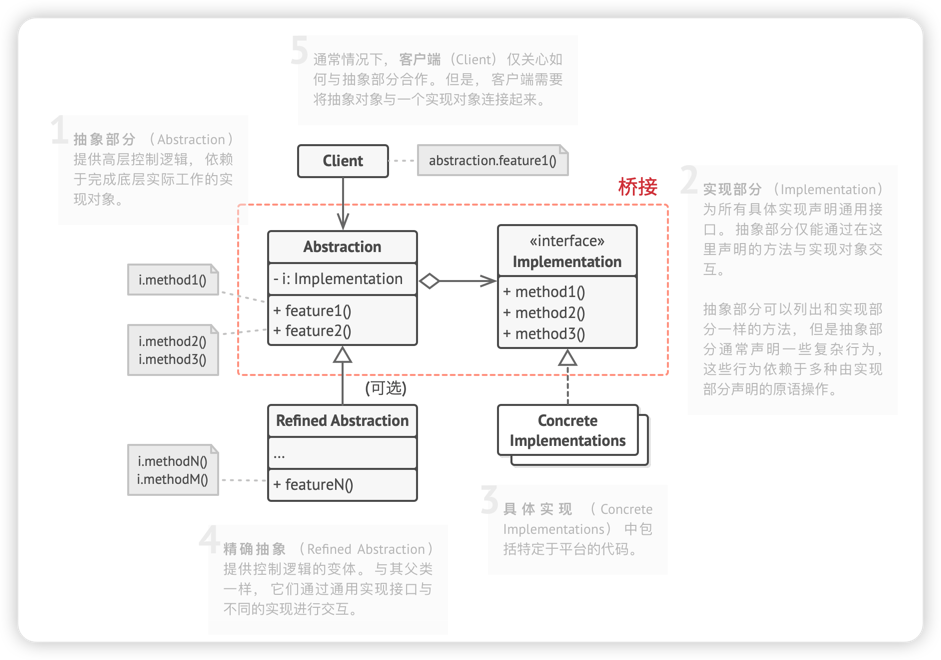 5
通常情况下，客户端（Client）仅关心如
何与抽象部分合作。但是，客户端需要
将抽象对象与一个实现对象连接起来。
1
抽象部分 （Abstraction）
提供高层控制逻辑，依赖
于完成底层实际工作的实
现对象。
Client
abstraction.feature1()
桥接
2
实现部分（Implementation）
为所有具体实现声明通用接
口。抽象部分仅能通过在这
里声明的方法与实现对象交
互。
抽象部分可以列出和实现部
分一样的方法，但是抽象部
分通常声明一些复杂行为，
这些行为依赖于多种由实现
部分声明的原语操作。
Abstraction
- i: Implementation
+ feature1()
+ feature2()
«interface»
Implementation
+ method1()
+ method2()
+ method3()
i.method1()
i.method2()
i.method3()
(可选)
Refined Abstraction
...
+ featureN()
Concrete
Implementations
i.methodN()
i.methodM()
3
具体实现 （Concrete
Implementations） 中包
括特定于平台的代码。
4
精确抽象 （Refined Abstraction）
提供控制逻辑的变体。与其父类
一样，它们通过通用实现接口与
不同的实现进行交互。